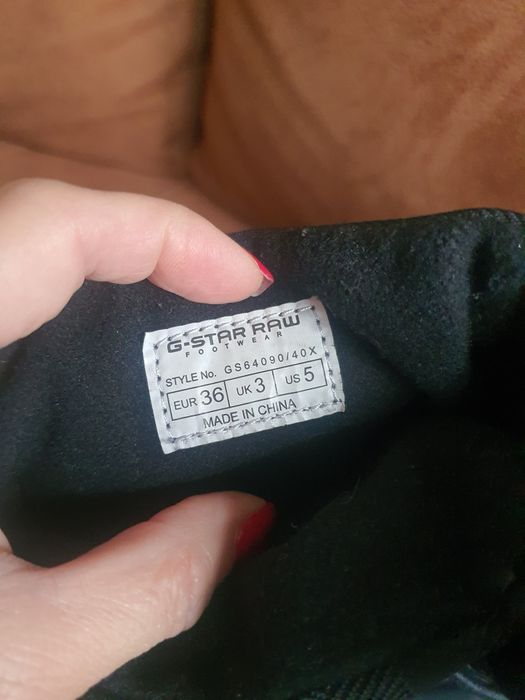 G-STAR RAW
FOOTWEAR
STYLE No. GS64090/40X
EUR 36 UK 3 US 5
MADE IN CHINA